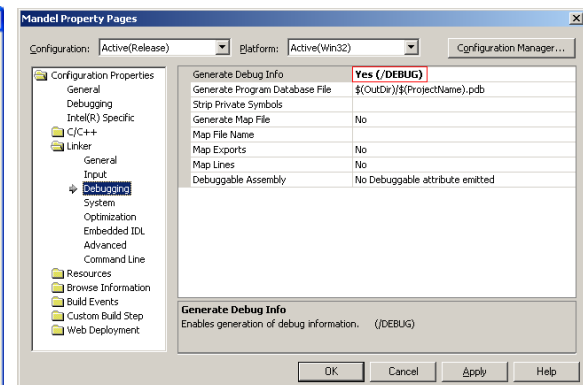 Mandel Property Pages
Configuration: Active(Release) Platform: Active(Win32) Configuration Manager...
Configuration Properties
General
Debugging
Intel(R) Specific
C/C++
Linker
General
Input
Debugging
System
Optimization
Embedded IDL
Advanced
Command Line
Resources
Browse Information
Build Events
Custom Build Step
Web Deployment
Generate Debug Info Yes (/DEBUG)
Generate Program Database File $(OutDir)/$(ProjectName).pdb
Strip Private Symbols
Generate Map File No
Map File Name
Map Exports No
Map Lines No
Debuggable Assembly No Debuggable attribute emitted
Generate Debug Info
Enables generation of debug information. (/DEBUG)
OK Cancel Apply Help